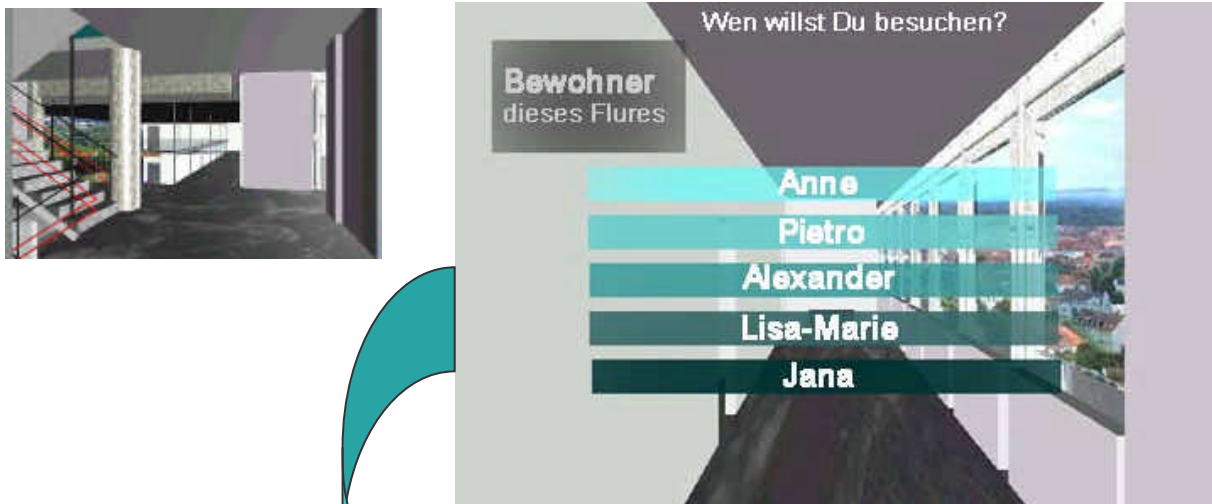 Wen willst Du besuchen?
Bewohner
dieses Flures
Anne
Pietro
Alexander
Lisa-Marie
Jana